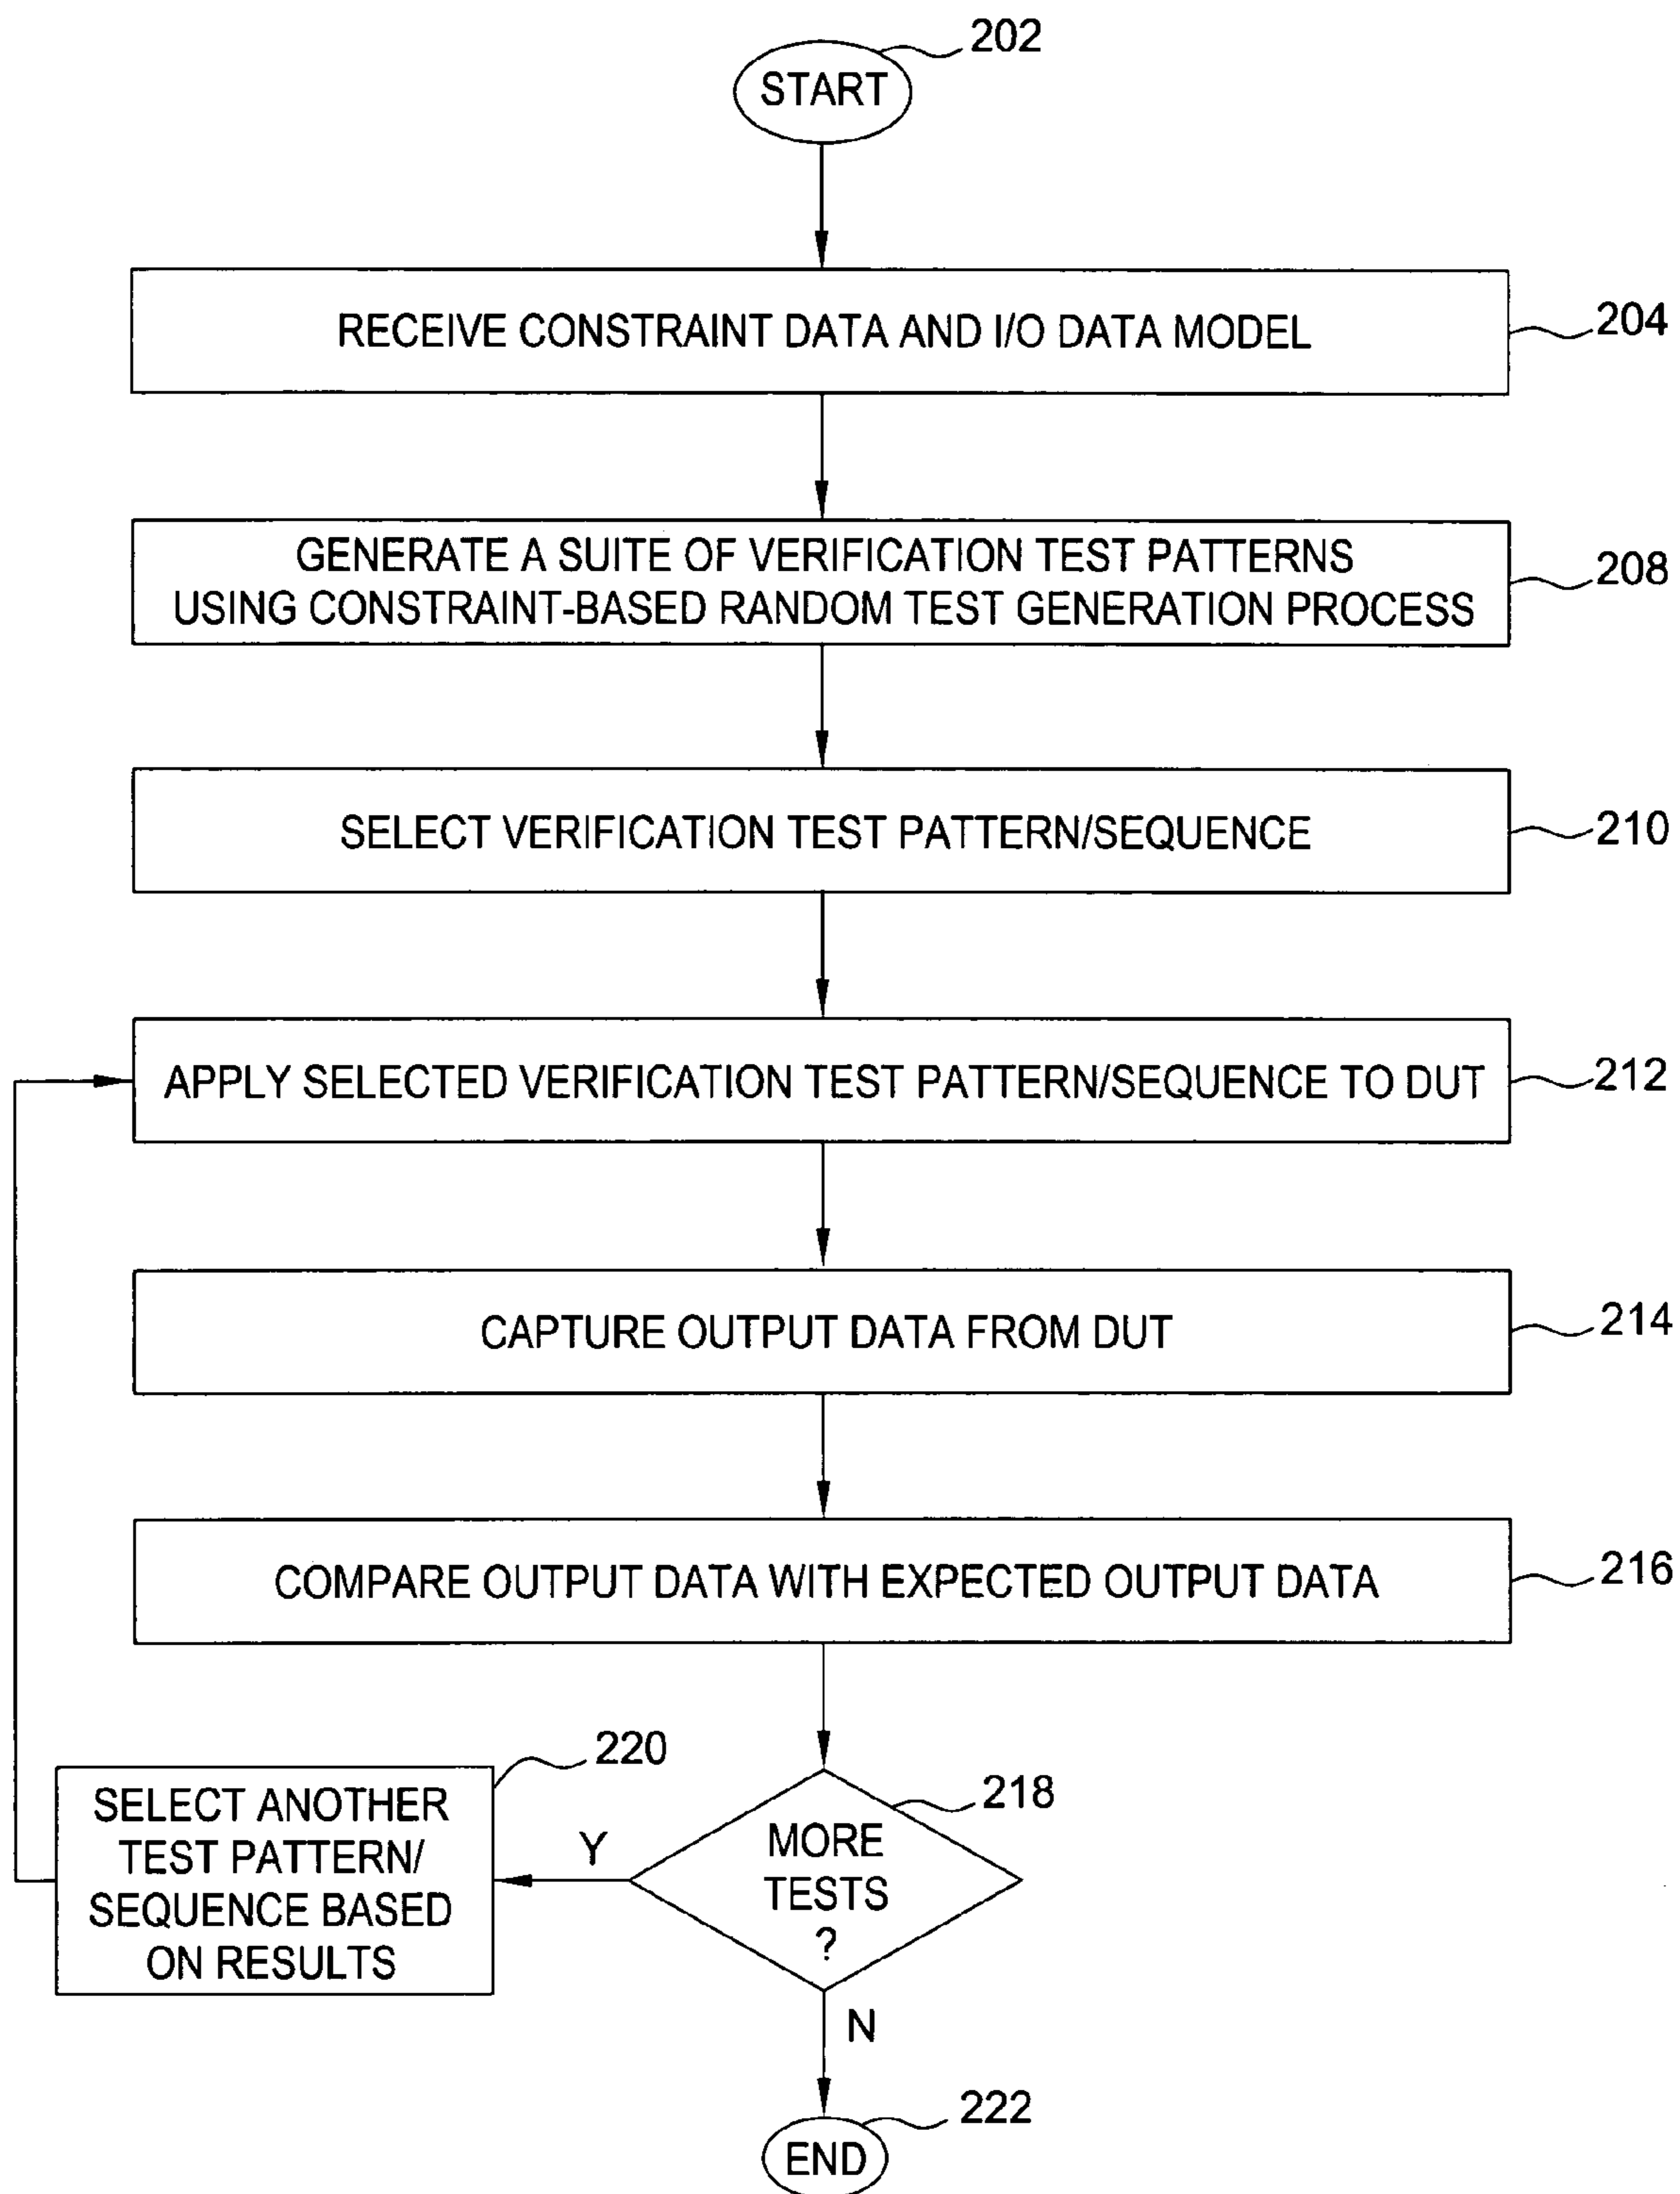 202
START
RECEIVE CONSTRAINT DATA AND I/O DATA MODEL
204
GENERATE A SUITE OF VERIFICATION TEST PATTERNS
USING CONSTRAINT-BASED RANDOM TEST GENERATION PROCESS
208
SELECT VERIFICATION TEST PATTERN/SEQUENCE
210
APPLY SELECTED VERIFICATION TEST PATTERN/SEQUENCE TO DUT
212
CAPTURE OUTPUT DATA FROM DUT
214
COMPARE OUTPUT DATA WITH EXPECTED OUTPUT DATA
216
218
MORE
TESTS
?
Y
220
SELECT ANOTHER
TEST PATTERN/
SEQUENCE BASED
ON RESULTS
N
222
END